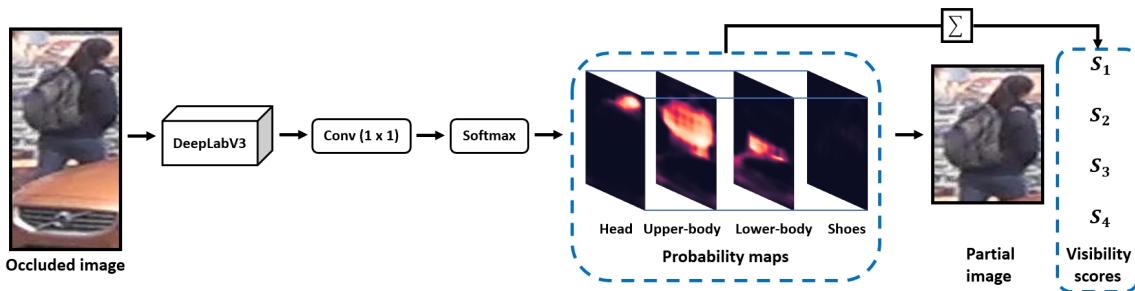 Occluded image
DeepLabV3
Conv (1 x 1)
Softmax
Head Upper-body Lower-body Shoes
Probability maps
∑
Partial
image
S₁
S₂
S₃
S₄
Visibility
scores